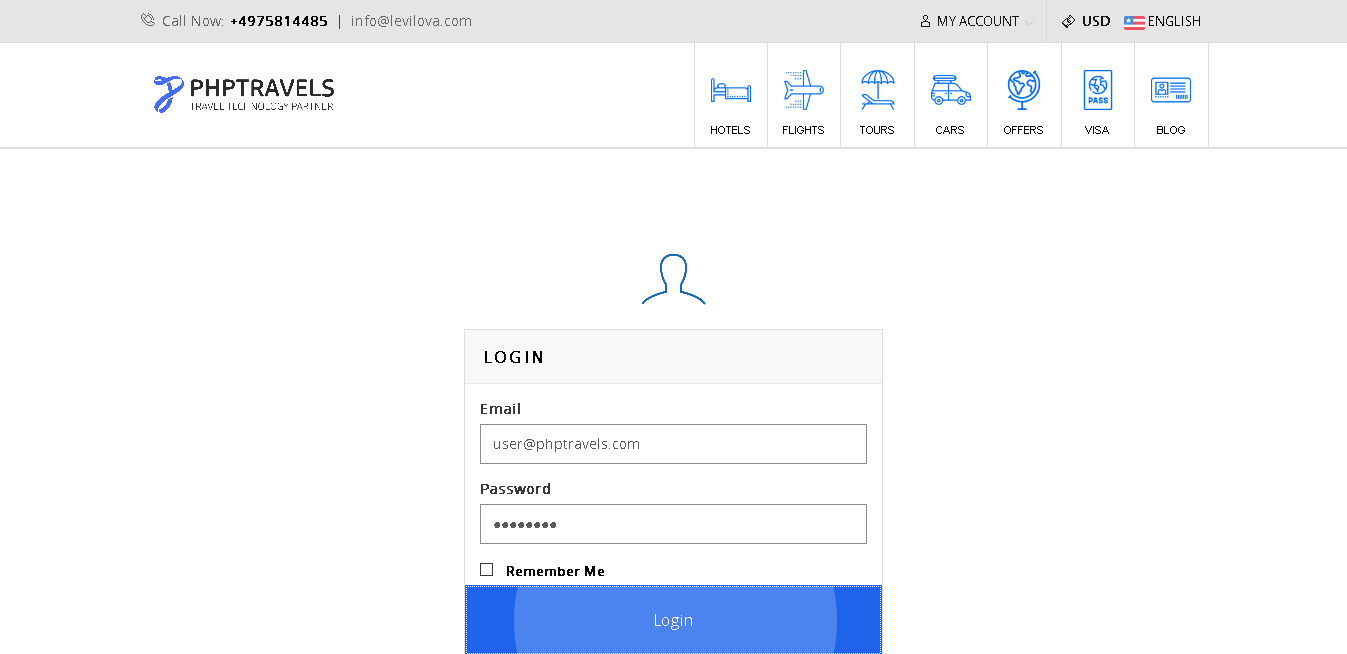 Call Now: +4975814485 | info@levilova.com
MY ACCOUNT USD ENGLISH
PHPTRAVELS
TRAVEL TECHNOLOGY PARTNER
HOTELS FLIGHTS TOURS CARS OFFERS PASS VISA BLOG
LOGIN
Email
user@phptravels.com
Password
Remember Me
Login